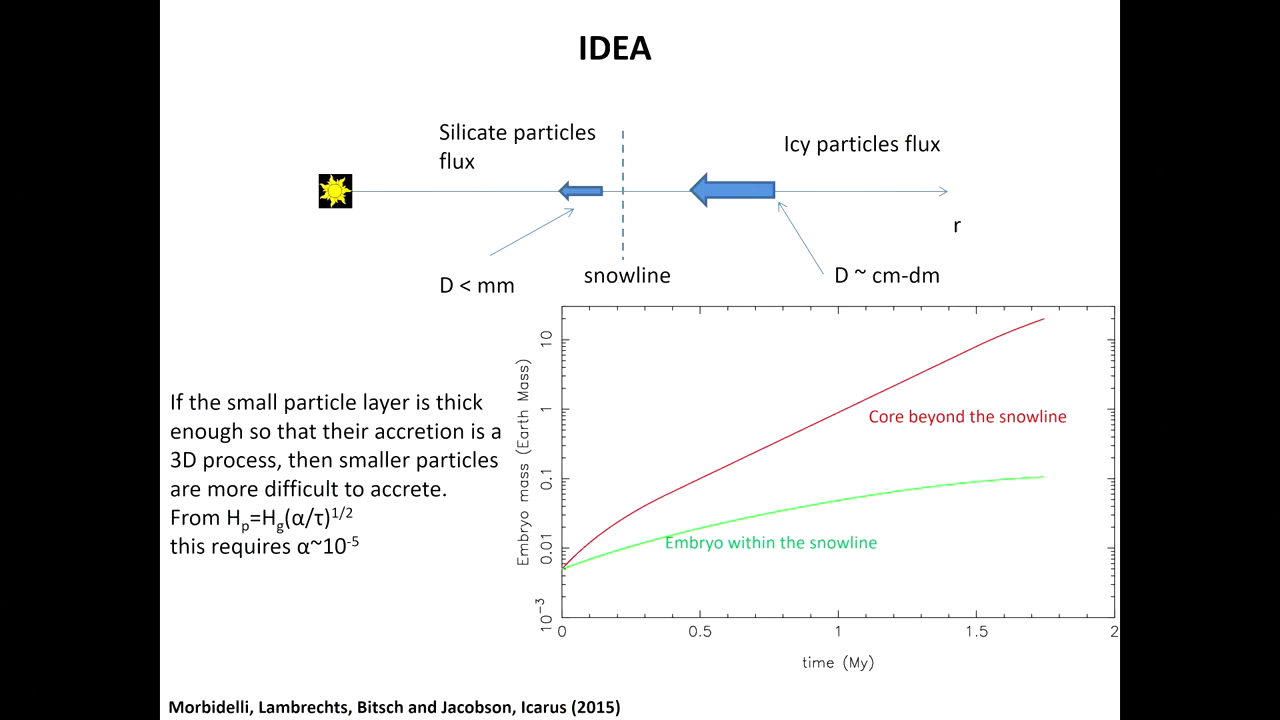 IDEA
Silicate particles
flux
Icy particles flux
r
D < mm
snowline
D ~ cm-dm
If the small particle layer is thick
enough so that their accretion is a
3D process, then smaller particles
are more difficult to accrete.
From Hp=Hg(α/τ)1/2
this requires α~10-5
Embryo mass (Earth Mass)
10
1
0.1
0.01
10−3
Core beyond the snowline
Embryo within the snowline
0 0.5 1 1.5 2
time (My)
Morbidelli, Lambrechts, Bitsch and Jacobson, Icarus (2015)